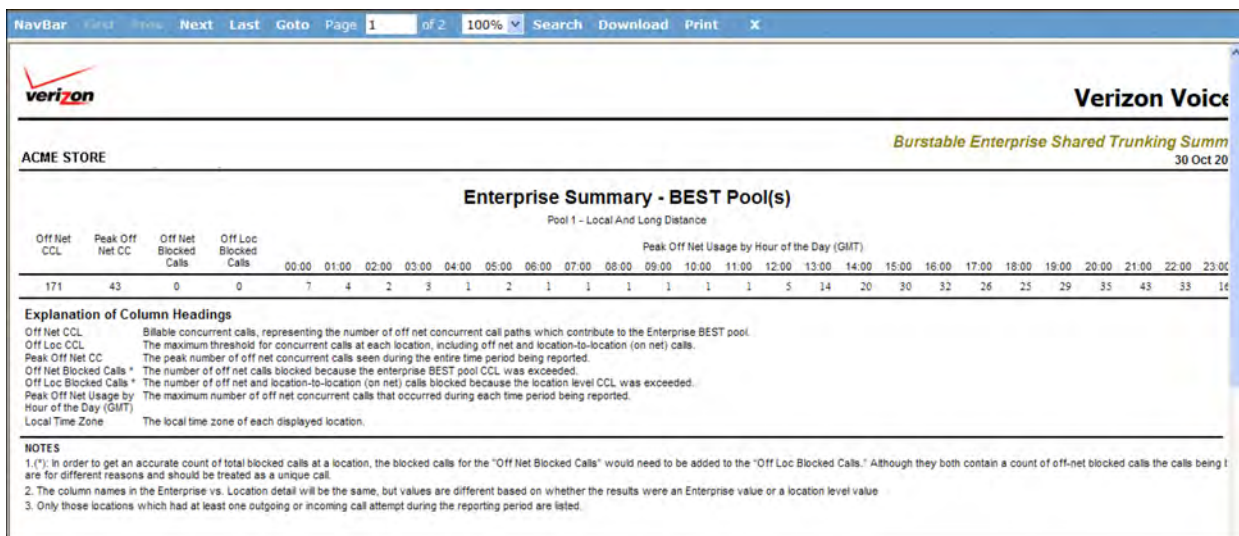 NavBar First Prev Next Last Goto Page 1 of 2 100% Search Download Print X
verizon
Verizon Voice
Burstable Enterprise Shared Trunking Summ
ACME STORE
30 Oct 20
Enterprise Summary - BEST Pool(s)
Pool 1 - Local And Long Distance
Off Net CCL Peak Off Net CC Off Net Blocked Calls Off Loc Blocked Calls Peak Off Net Usage by Hour of the Day (GMT)
00:00 01:00 02:00 03:00 04:00 05:00 06:00 07:00 08:00 09:00 10:00 11:00 12:00 13:00 14:00 15:00 16:00 17:00 18:00 19:00 20:00 21:00 22:00 23:00
171 43 0 0 7 4 2 3 1 2 1 1 1 1 1 1 5 14 20 30 32 26 25 29 35 43 33 16
Explanation of Column Headings
Off Net CCL Billable concurrent calls, representing the number of off net concurrent call paths which contribute to the Enterprise BEST pool.
Off Loc CCL The maximum threshold for concurrent calls at each location, including off net and location-to-location (on net) calls.
Peak Off Net CC The peak number of off net concurrent calls seen during the entire time period being reported.
Off Net Blocked Calls * The number of off net calls blocked because the enterprise BEST pool CCL was exceeded.
Off Loc Blocked Calls * The number of off net and location-to-location (on net) calls blocked because the location level CCL was exceeded.
Peak Off Net Usage by The maximum number of off net concurrent calls that occurred during each time period being reported.
Hour of the Day (GMT)
Local Time Zone The local time zone of each displayed location.
NOTES
1.(*): In order to get an accurate count of total blocked calls at a location, the blocked calls for the "Off Net Blocked Calls" would need to be added to the "Off Loc Blocked Calls." Although they both contain a count of off-net blocked calls the calls being
are for different reasons and should be treated as a unique call.
2. The column names in the Enterprise vs. Location detail will be the same, but values are different based on whether the results were an Enterprise value or a location level value
3. Only those locations which had at least one outgoing or incoming call attempt during the reporting period are listed.